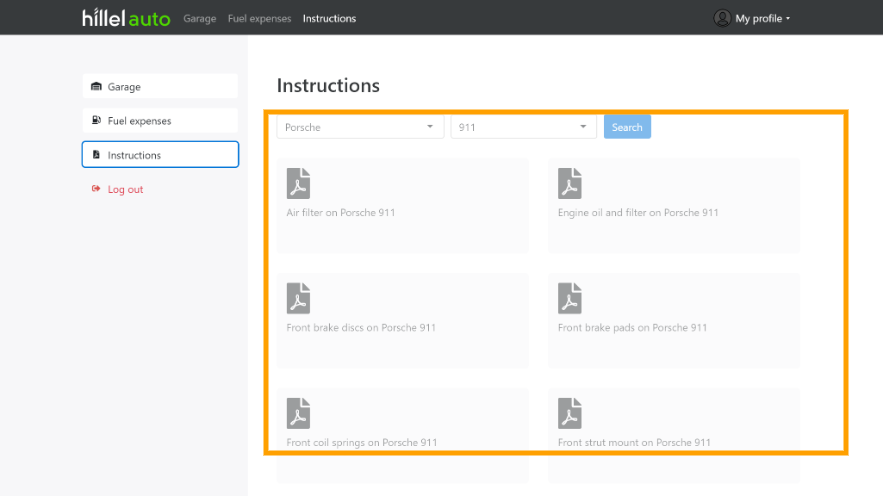 hillel auto Garage Fuel expenses Instructions My profile
Garage
Fuel expenses
Instructions
Log out
Instructions
Porsche 911 Search
Air filter on Porsche 911
Engine oil and filter on Porsche 911
Front brake discs on Porsche 911
Front brake pads on Porsche 911
Front coil springs on Porsche 911
Front strut mount on Porsche 911